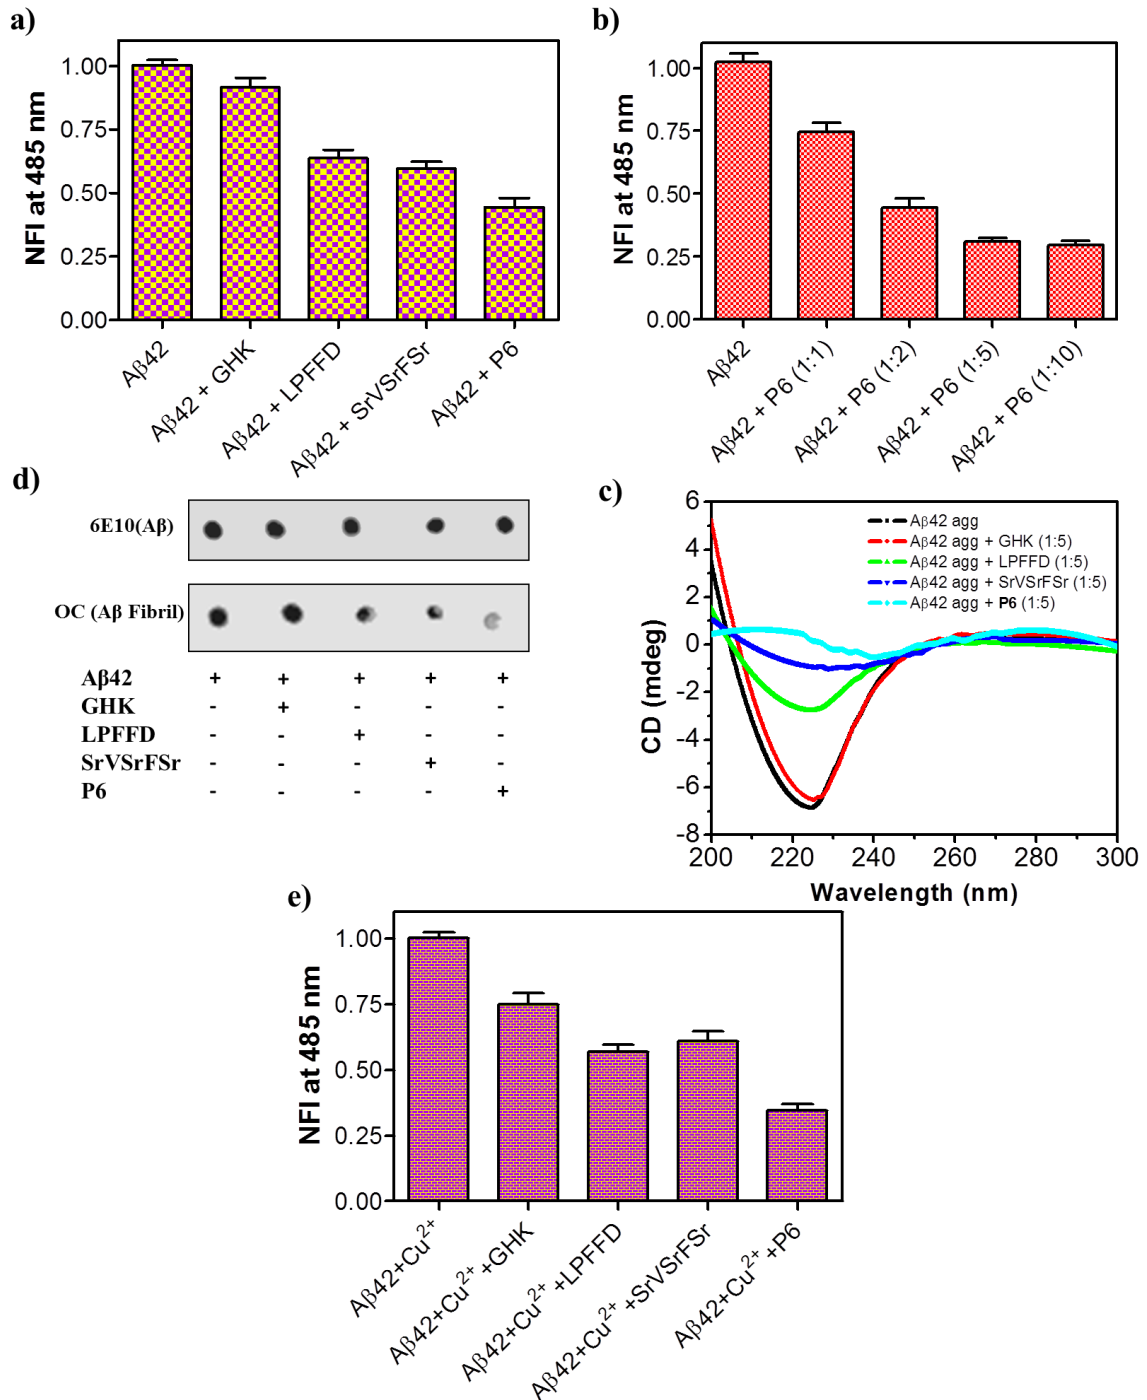 a)
NFI at 485 nm
1.00
0.75
0.50
0.25
0.00
Aβ42
Aβ42 + GHK
Aβ42 + LPFFD
Aβ42 + SrVSrFSr
Aβ42 + P6
b)
NFI at 485 nm
1.00
0.75
0.50
0.25
0.00
Aβ42
Aβ42 + P6 (1:1)
Aβ42 + P6 (1:2)
Aβ42 + P6 (1:5)
Aβ42 + P6 (1:10)
d)
6E10(Aβ)
OC (Aβ Fibril)
Aβ42 + + + + +
GHK - + - - -
LPFFD - - + - -
SrVSrFSr - - - + -
P6 - - - - +
c)
CD (mdeg)
6
4
2
0
-2
-4
-6
-8
Aβ42 agg
Aβ42 agg + GHK (1:5)
Aβ42 agg + LPFFD (1:5)
Aβ42 agg + SrVSrFSr (1:5)
Aβ42 agg + P6 (1:5)
200 220 240 260 280 300
Wavelength (nm)
e)
NFI at 485 nm
1.00
0.75
0.50
0.25
0.00
Aβ42+Cu²⁺
Aβ42+Cu²⁺ +GHK
Aβ42+Cu²⁺ +LPFFD
Aβ42+Cu²⁺ +SrVSrFSr
Aβ42+Cu²⁺ +P6